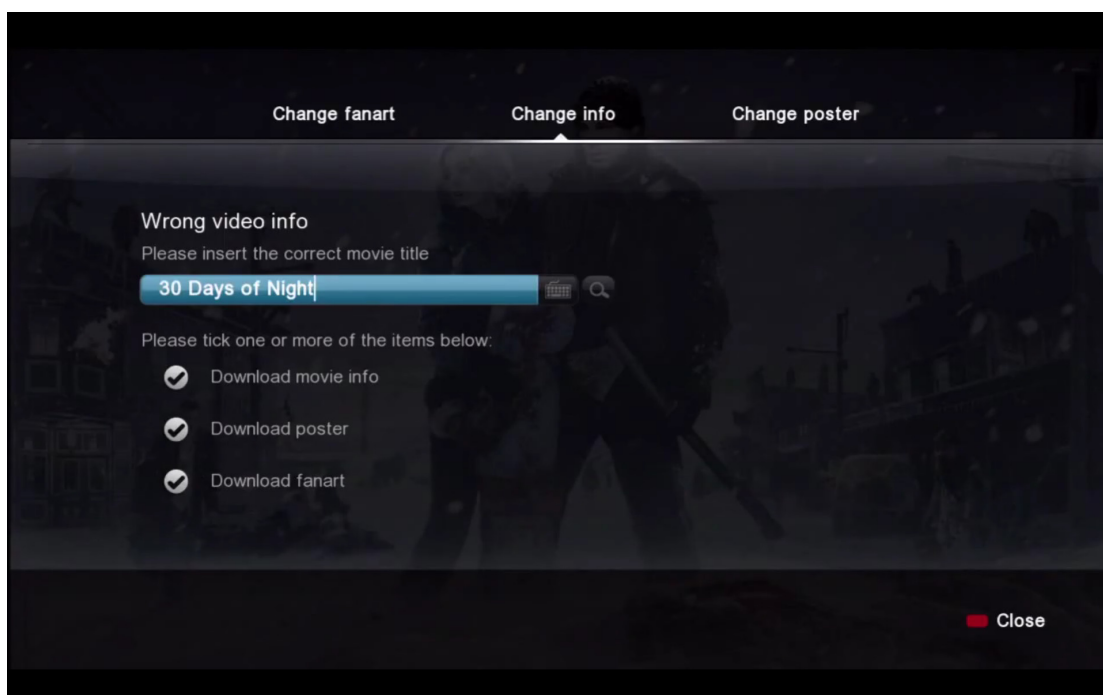 Change fanart Change info Change poster
Wrong video info
Please insert the correct movie title
30 Days of Night
Please tick one or more of the items below:
Download movie info
Download poster
Download fanart
Close